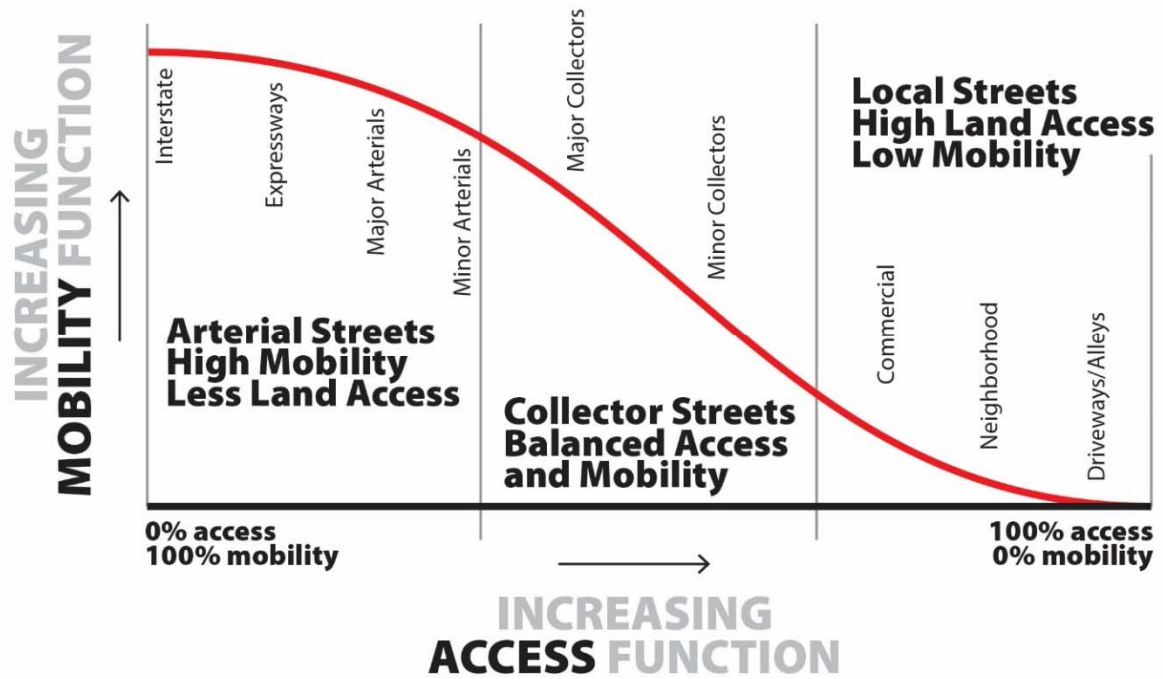 INCREASING
MOBILITY FUNCTION
Interstate
Expressways
Major Arterials
Minor Arterials
Major Collectors
Minor Collectors
Commercial
Neighborhood
Driveways/Alleys
Arterial Streets
High Mobility
Less Land Access
Collector Streets
Balanced Access
and Mobility
Local Streets
High Land Access
Low Mobility
0% access
100% mobility
100% access
0% mobility
INCREASING
ACCESS FUNCTION